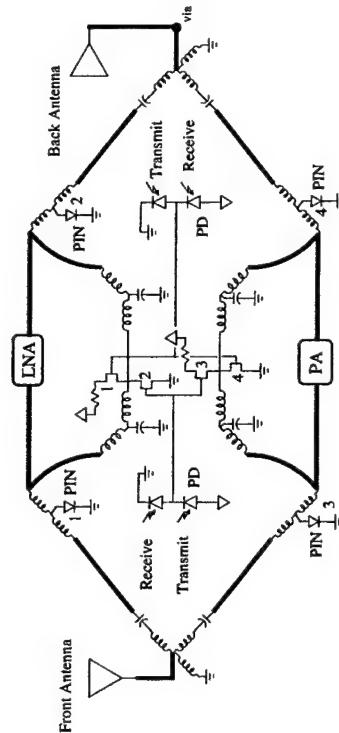 Back Antenna
via
LNA
PIN
2
Transmit
Receive
PD
PIN
4
1
2
3
4
PA
PIN
1
Receive
Transmit
PD
PIN
3
Front Antenna